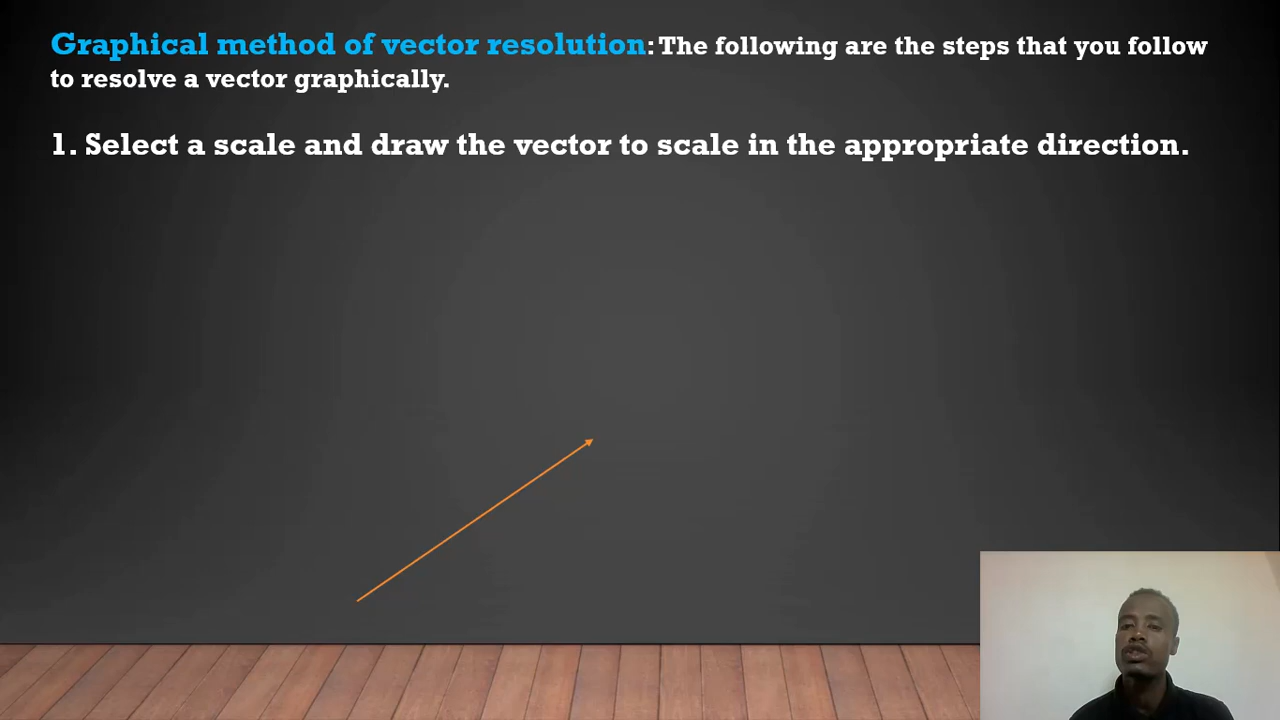 Graphical method of vector resolution: The following are the steps that you follow
to resolve a vector graphically.
1. Select a scale and draw the vector to scale in the appropriate direction.